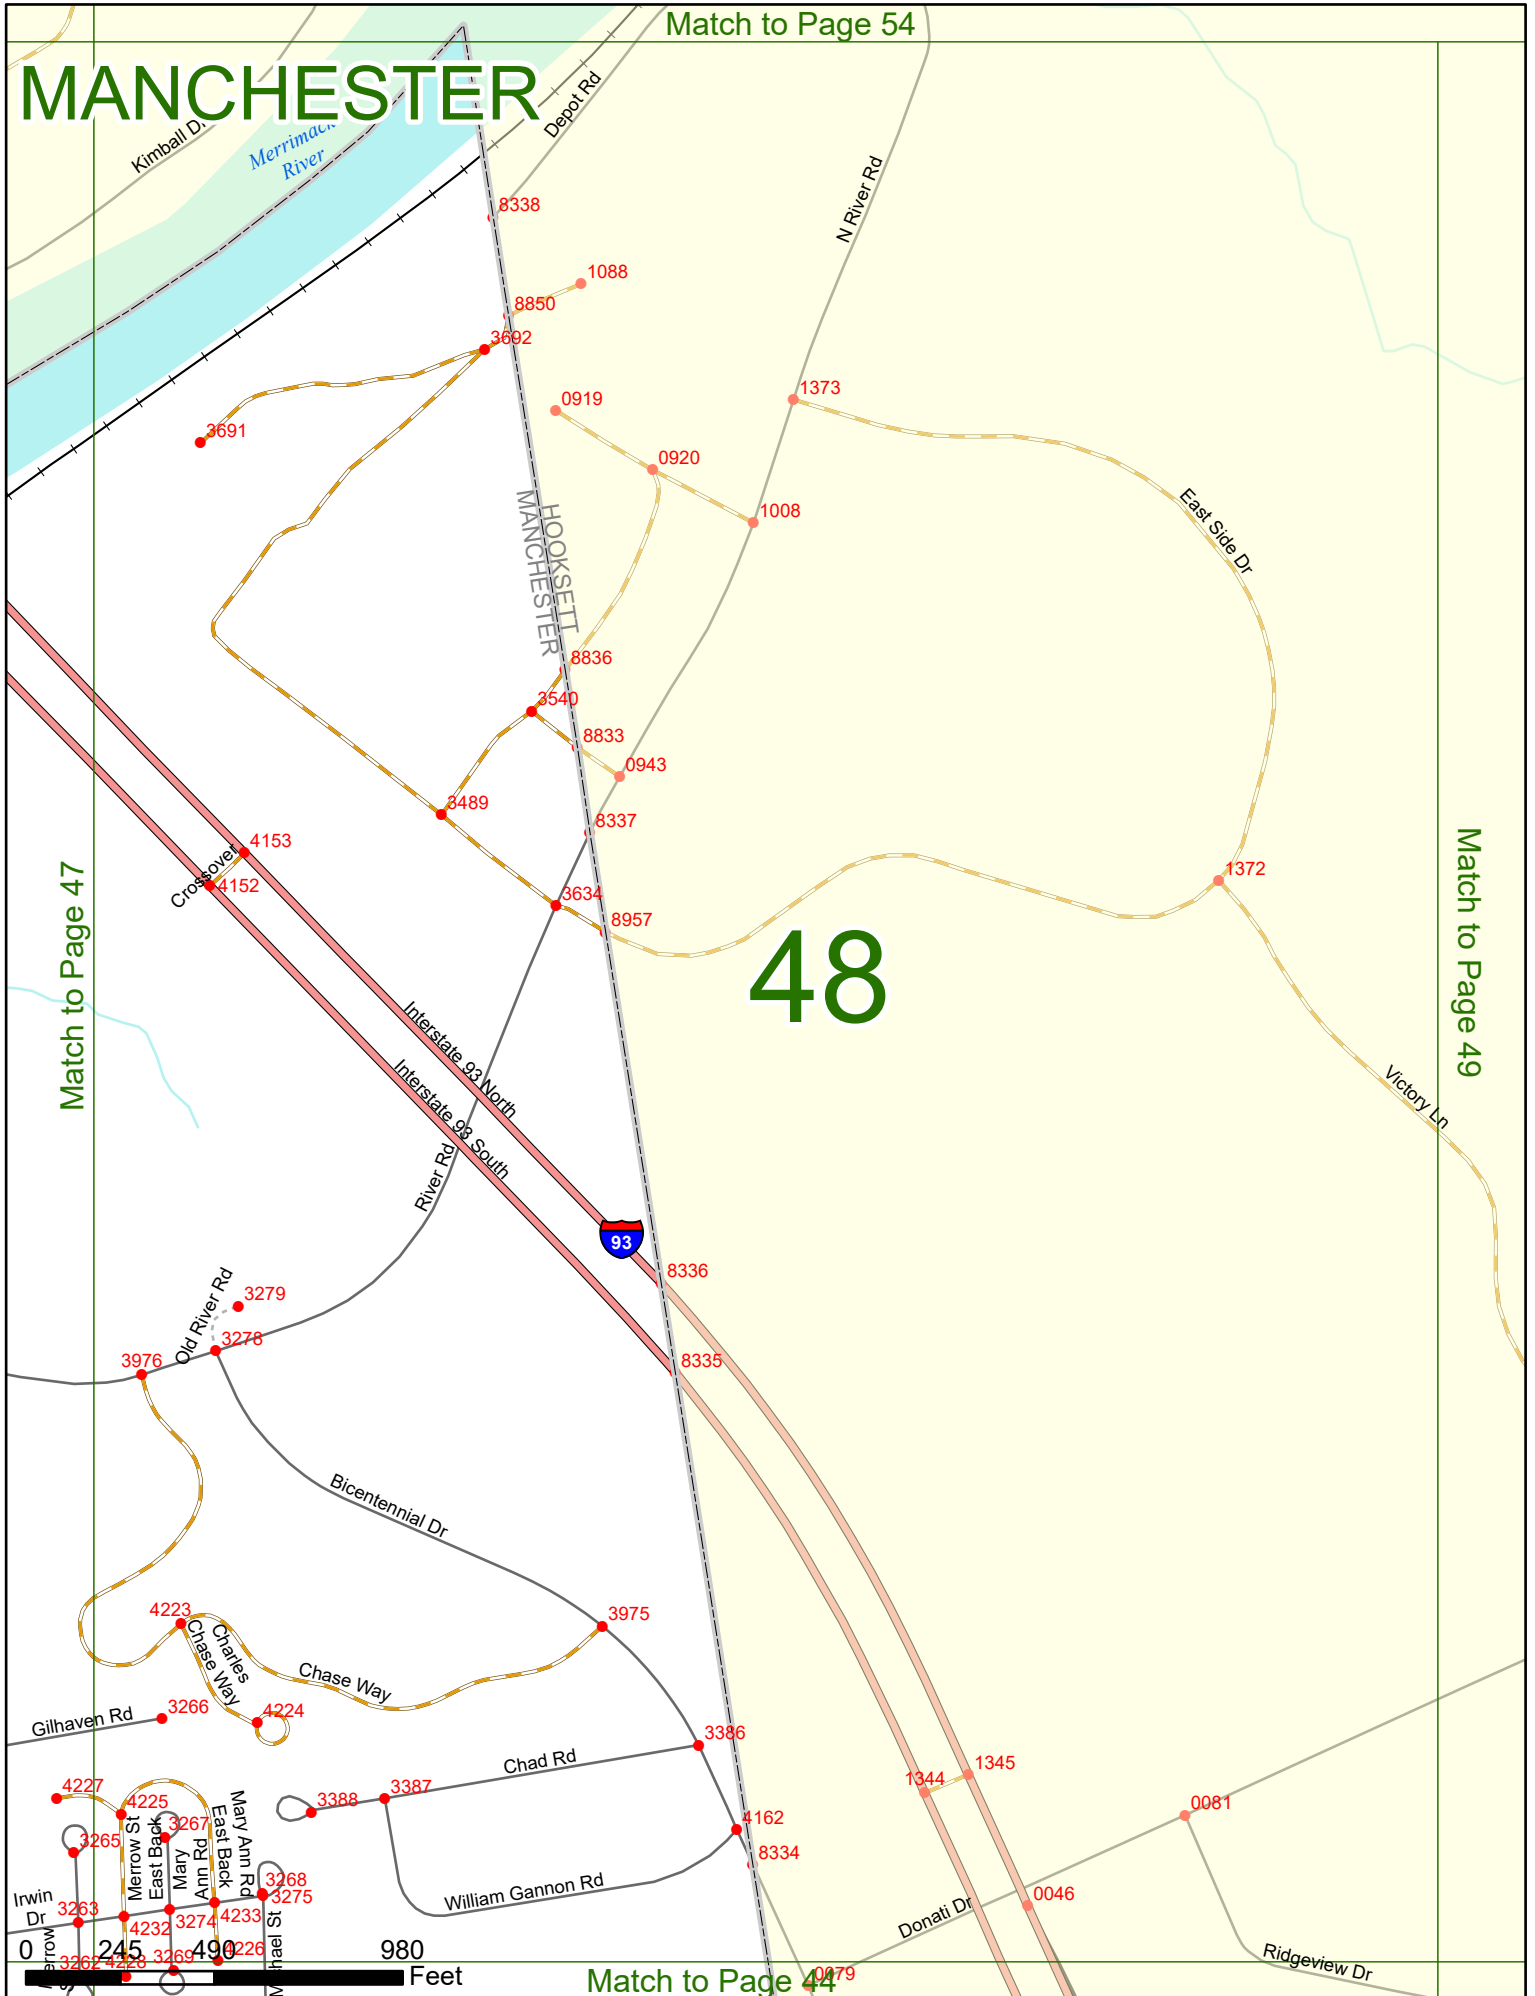 Match to Page 54
MANCHESTER
Kimball Dr
Merrimack
River
Depot Rd
N River Rd
8338
1088
8850
3692
0919
1373
3691
0920
1008
East Side Dr
HOOKSETT
MANCHESTER
8836
3540
8833
0943
3489
8337
4153
Crossover
4152
1372
3634
8957
48
Match to Page 47
Match to Page 49
Interstate 93 North
Interstate 93 South
Victory Ln
River Rd
93
8336
3279
Old River Rd
3278
8335
3976
Bicentennial Dr
4223
3975
Charles
Chase Way
Chase Way
3266
4224
Gilhaven Rd
3386
Chad Rd
1345
1344
4227
3388
3387
4225
0081
Merrow St
East Back
3267
Mary
Ann Rd
East Back
Mary Ann Rd
4162
3265
8334
3268
3275
William Gannon Rd
Irwin
Dr
3263
4232
3274
4233
0046
Donati Dr
Merrow
Michael St
4226
3262
4228
3269
Ridgeview Dr
0
245
490
980
Feet
Match to Page 44
0079